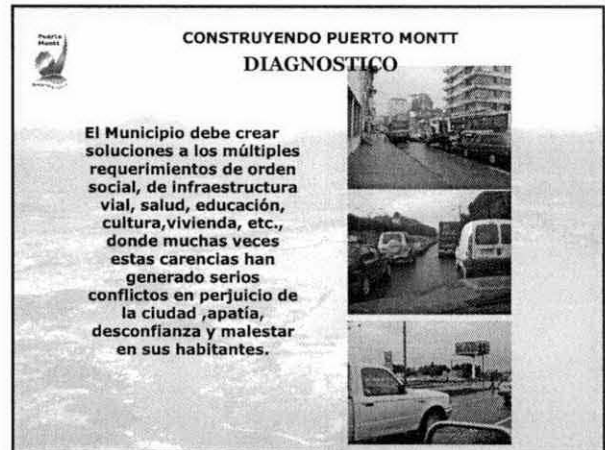 Puerto
Montt
CONSTRUYENDO PUERTO MONTT
DIAGNOSTICO
El Municipio debe crear
soluciones a los múltiples
requerimientos de orden
social, de infraestructura
vial, salud, educación,
cultura,vivienda, etc.,
donde muchas veces
estas carencias han
generado serios
conflictos en perjuicio de
la ciudad ,apatía,
desconfianza y malestar
en sus habitantes.